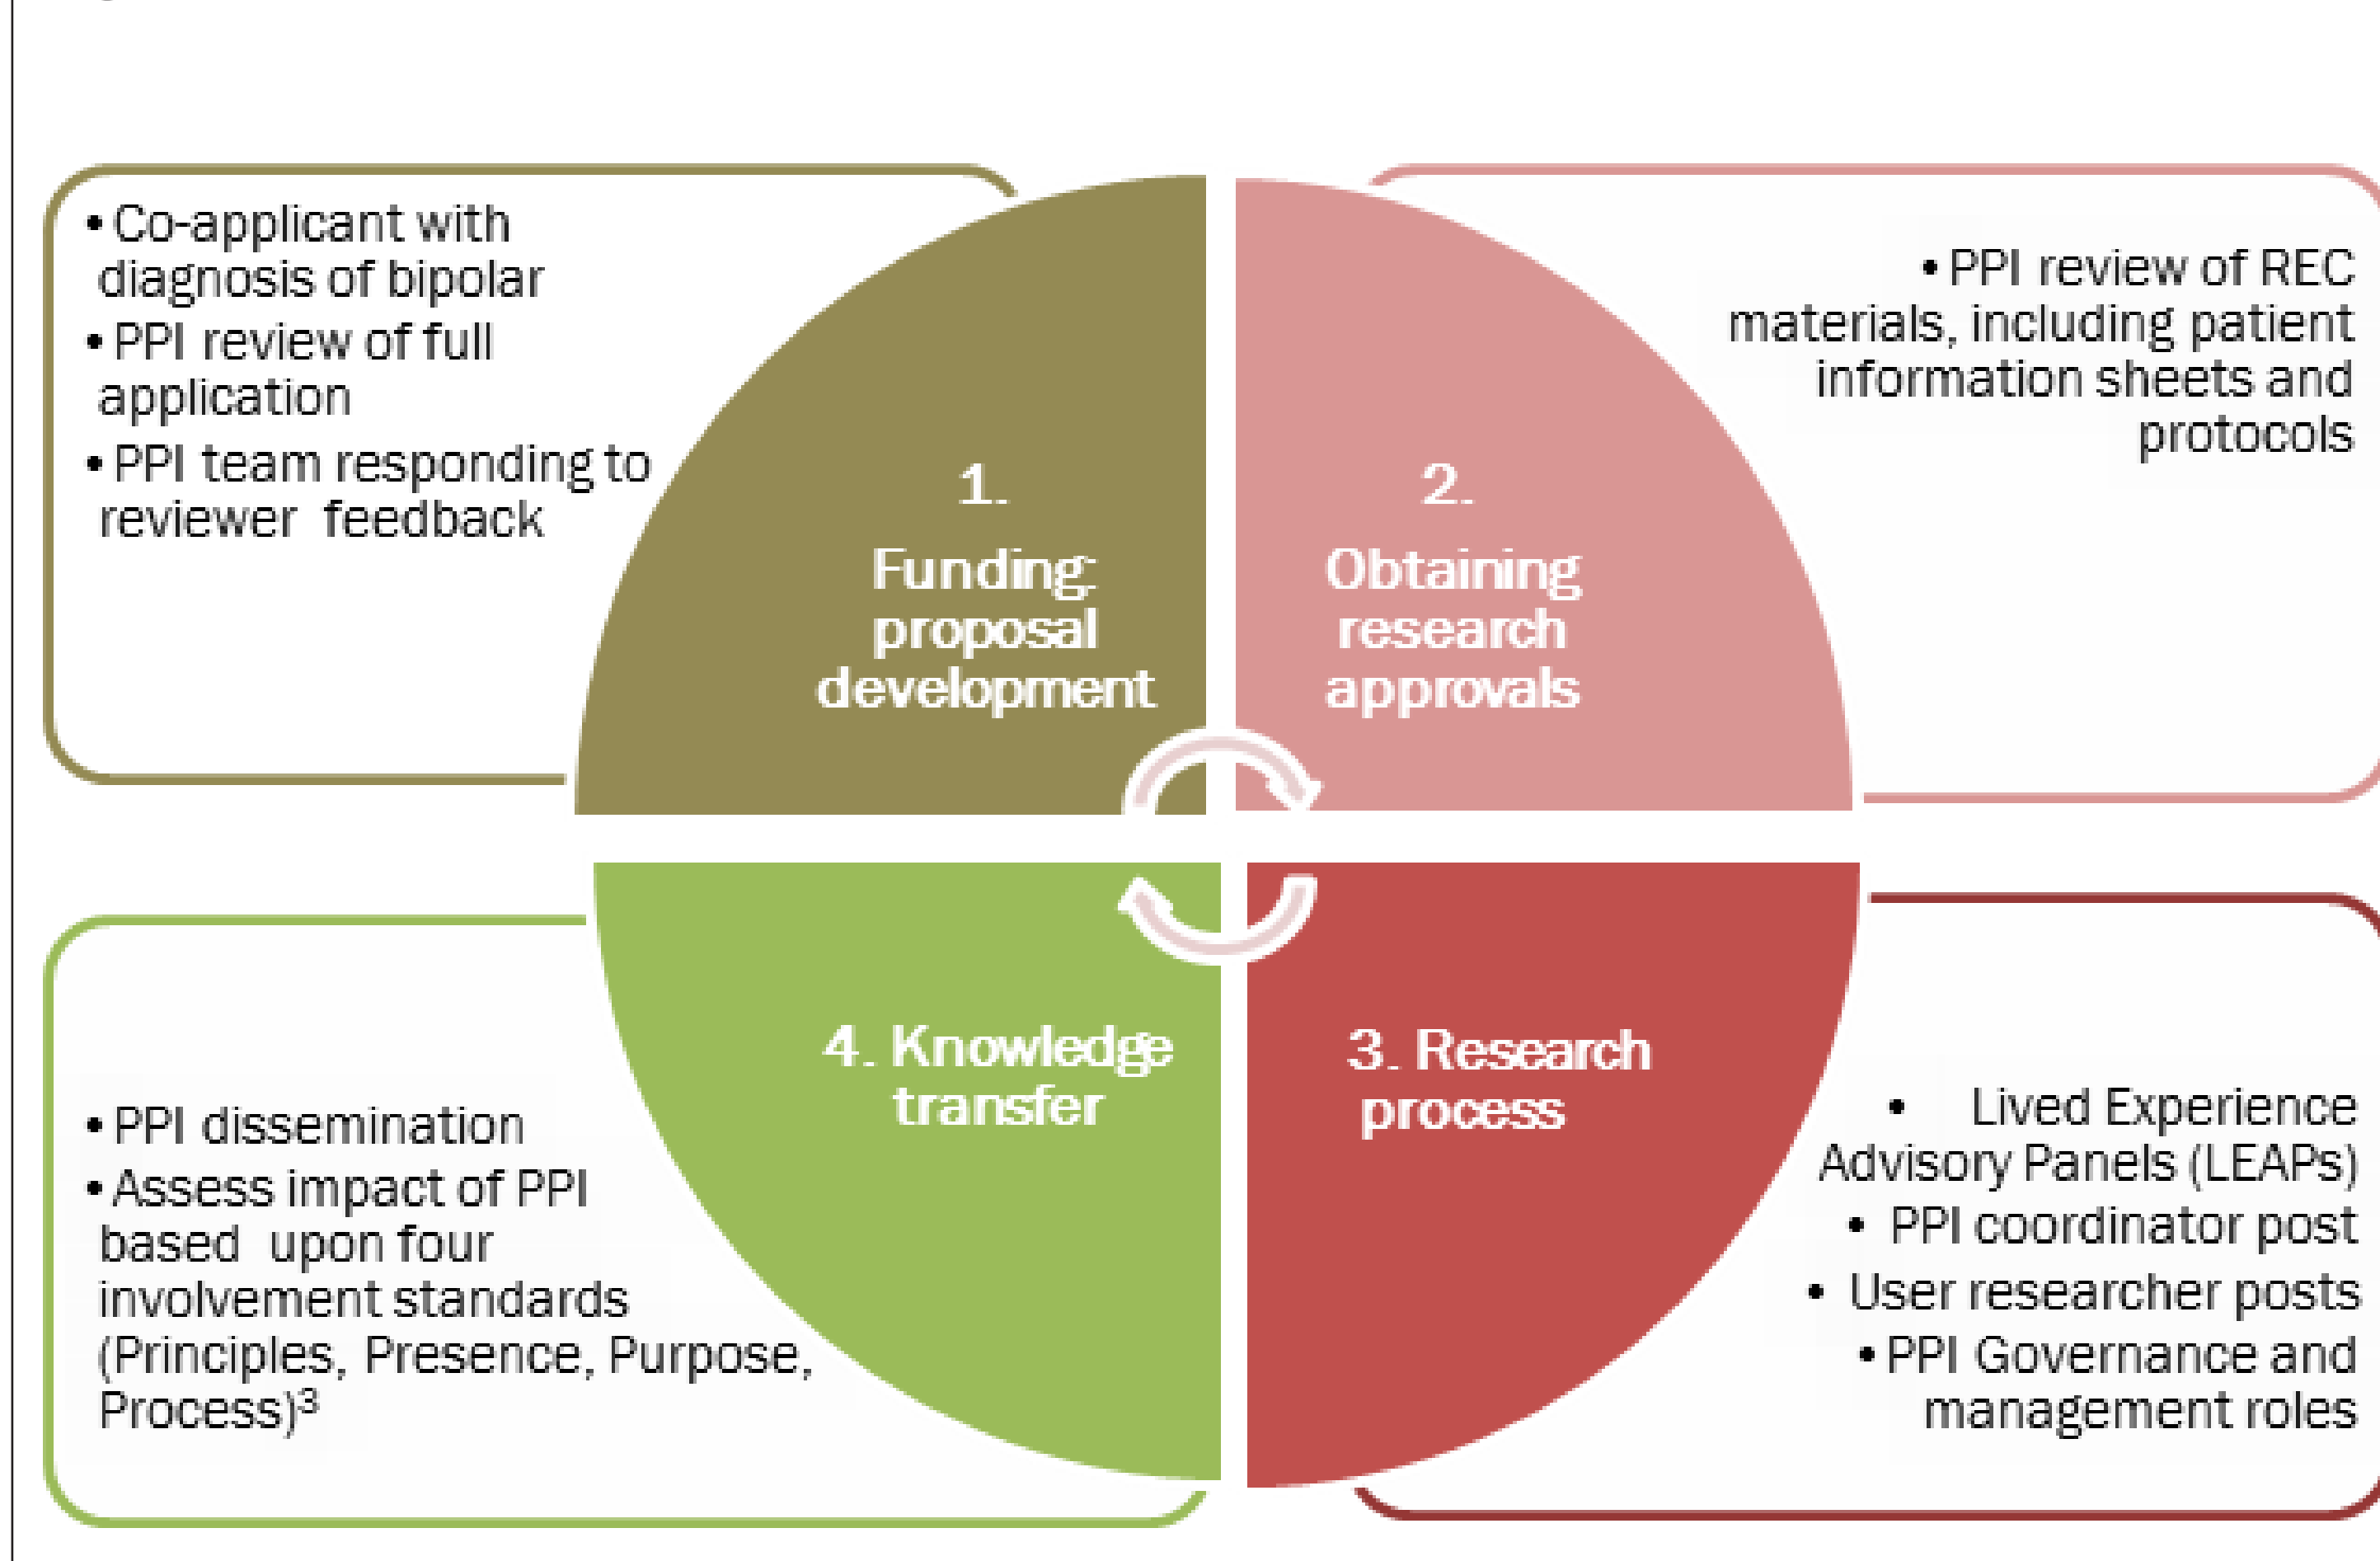 • Co-applicant with
diagnosis of bipolar
• PPI review of full
application
• PPI team responding to
reviewer feedback
1.
Funding:
proposal
development
2.
Obtaining
research
approvals
• PPI review of REC
materials, including patient
information sheets and
protocols
4. Knowledge
transfer
• PPI dissemination
• Assess impact of PPI
based upon four
involvement standards
(Principles, Presence, Purpose,
Process)³
3. Research
process
• Lived Experience
Advisory Panels (LEAPs)
• PPI coordinator post
• User researcher posts
• PPI Governance and
management roles